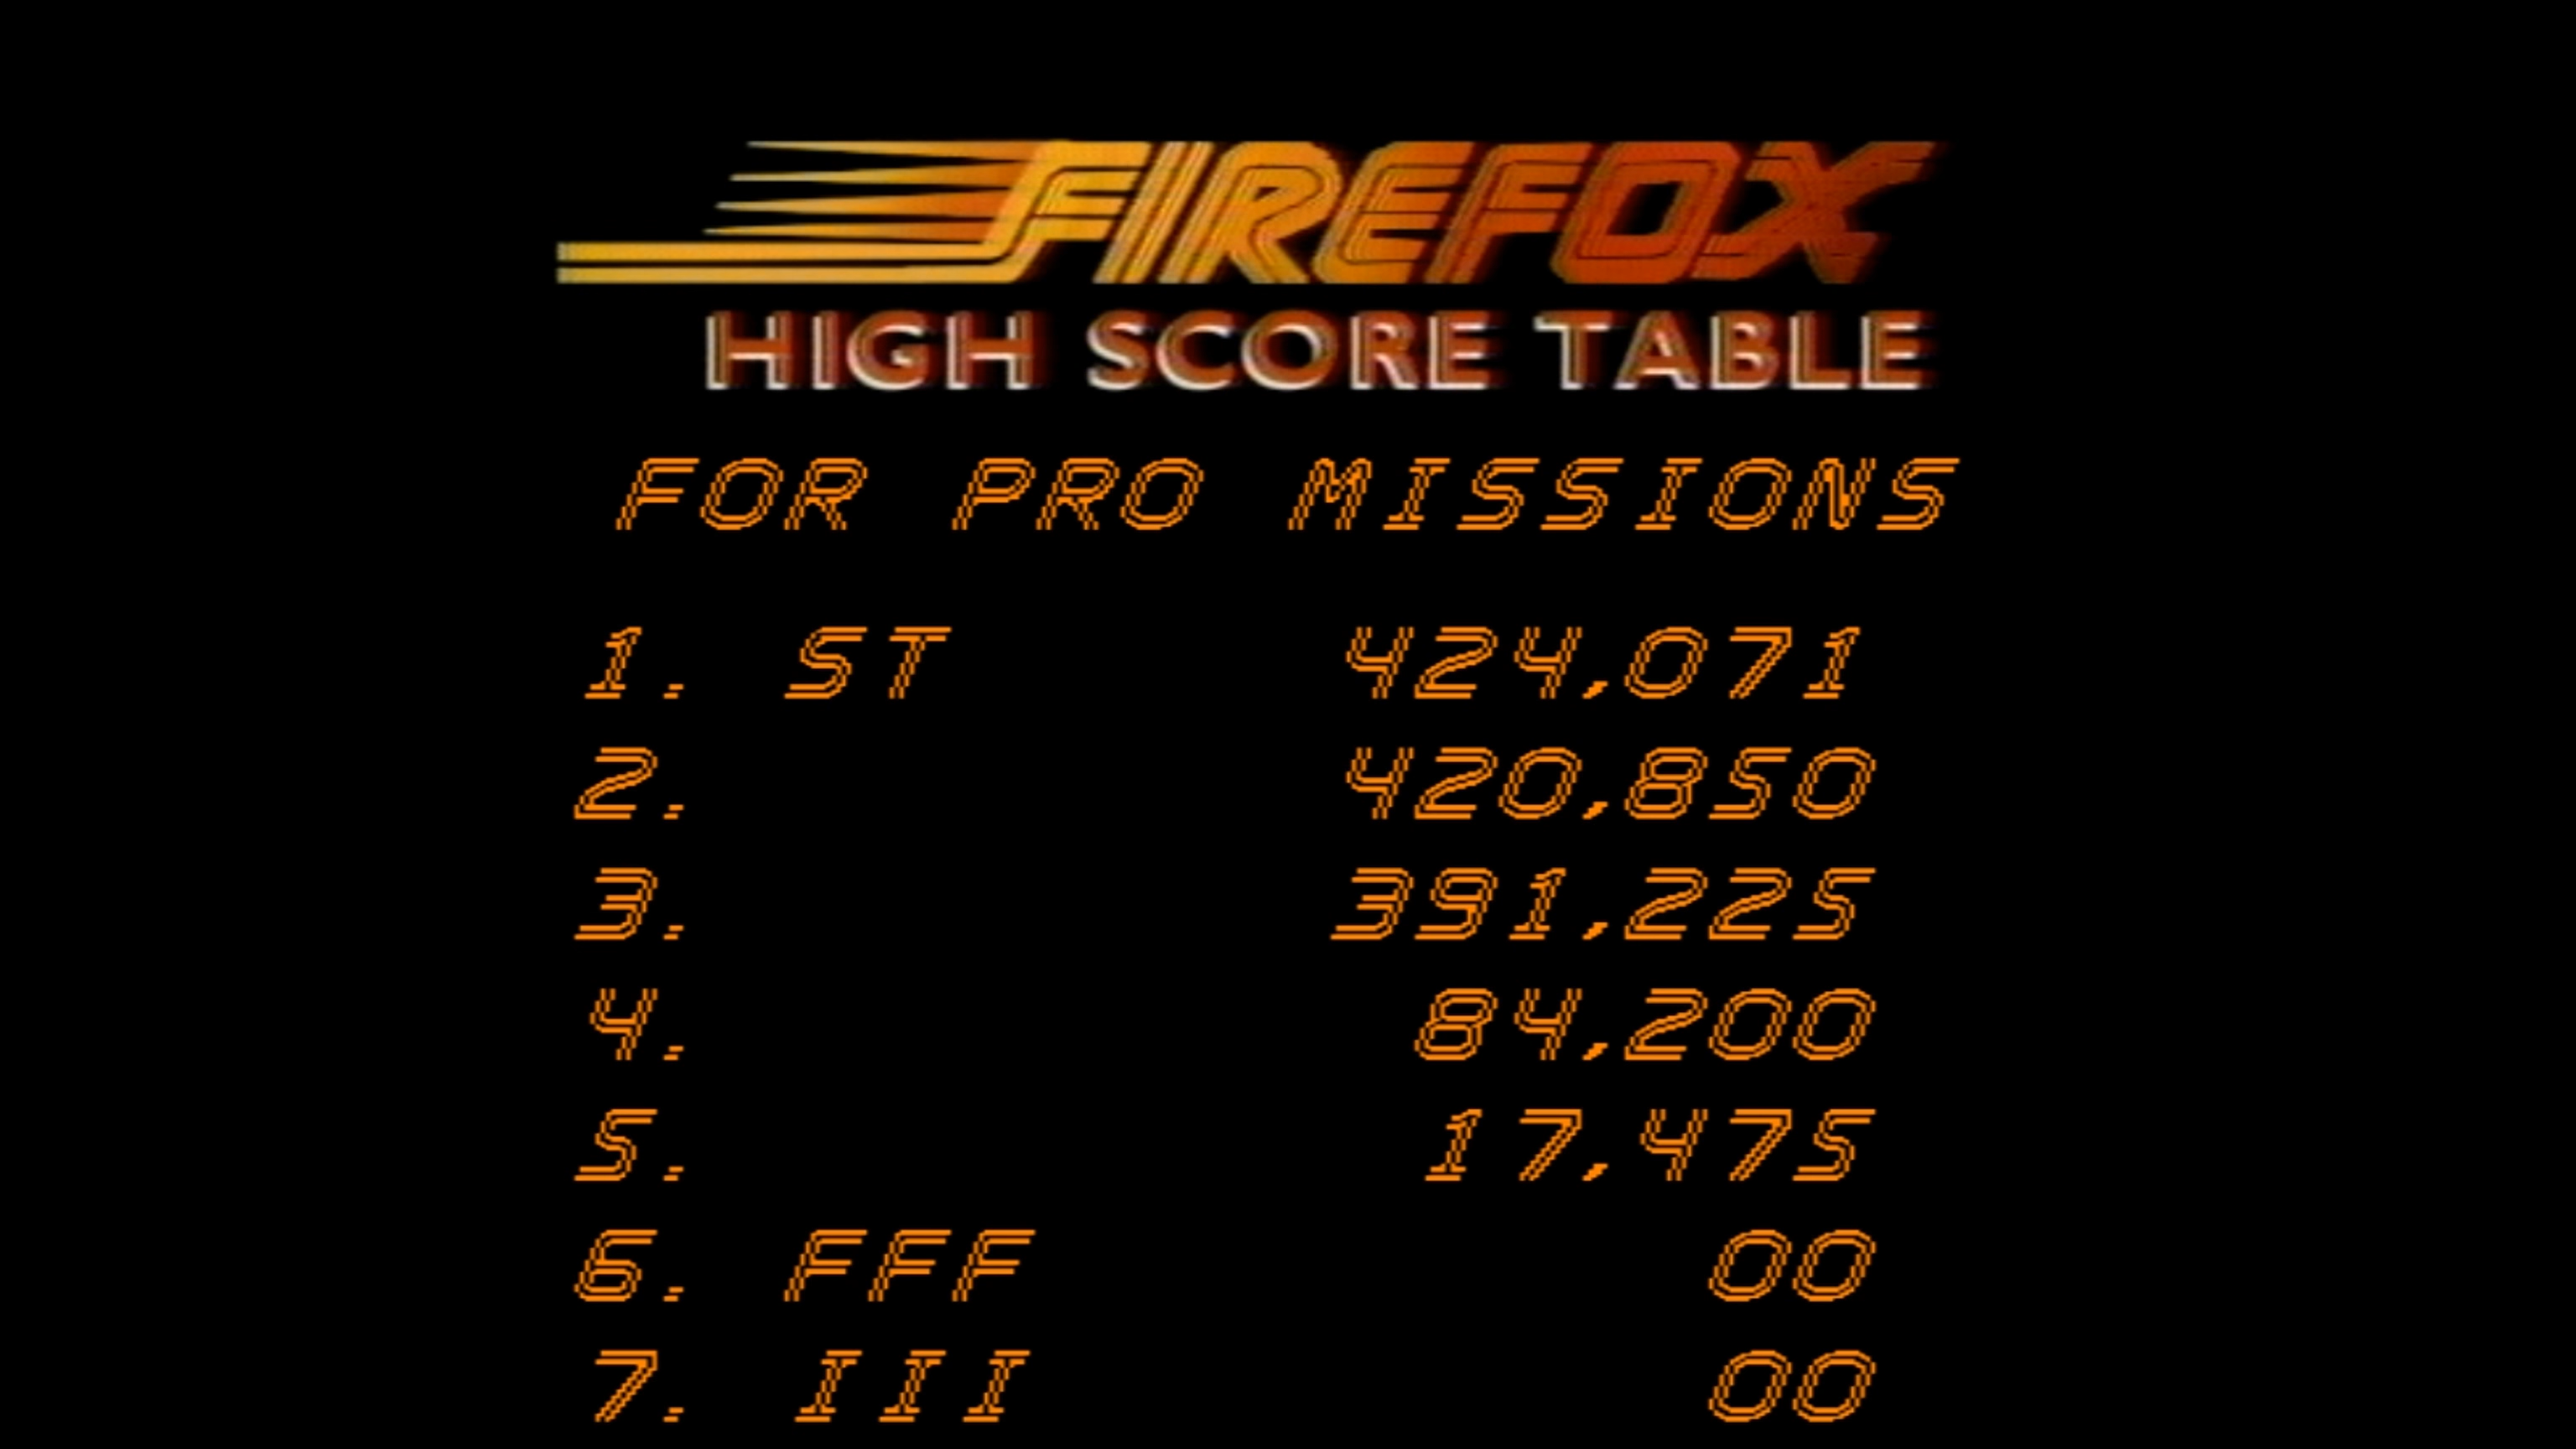 FIREFOX
HIGH SCORE TABLE
FOR PRO MISSIONS
1. ST 424,071
2. 420,850
3. 391,225
4. 84,200
5. 17,475
6. FFF 00
7. III 00